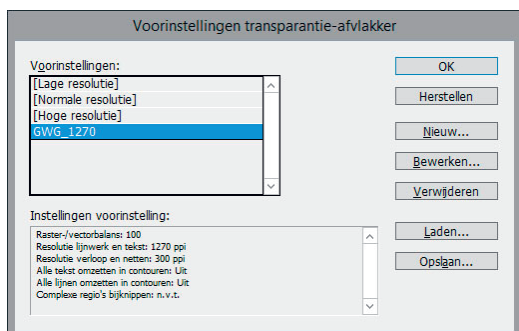 Voorinstellingen transparantie-afvlakker
Voorinstellingen:
[Lage resolutie]
[Normale resolutie]
[Hoge resolutie]
GWG_1270
OK
Herstellen
Nieuw...
Bewerken...
Verwijderen
Laden...
Opslaan...
Instellingen voorinstelling:
Raster-/vectorbalans: 100
Resolutie lijnwerk en tekst: 1270 ppi
Resolutie verloop en netten: 300 ppi
Alle tekst omzetten in contouren: Uit
Alle lijnen omzetten in contouren: Uit
Complexe regio's bijknippen: n.v.t.